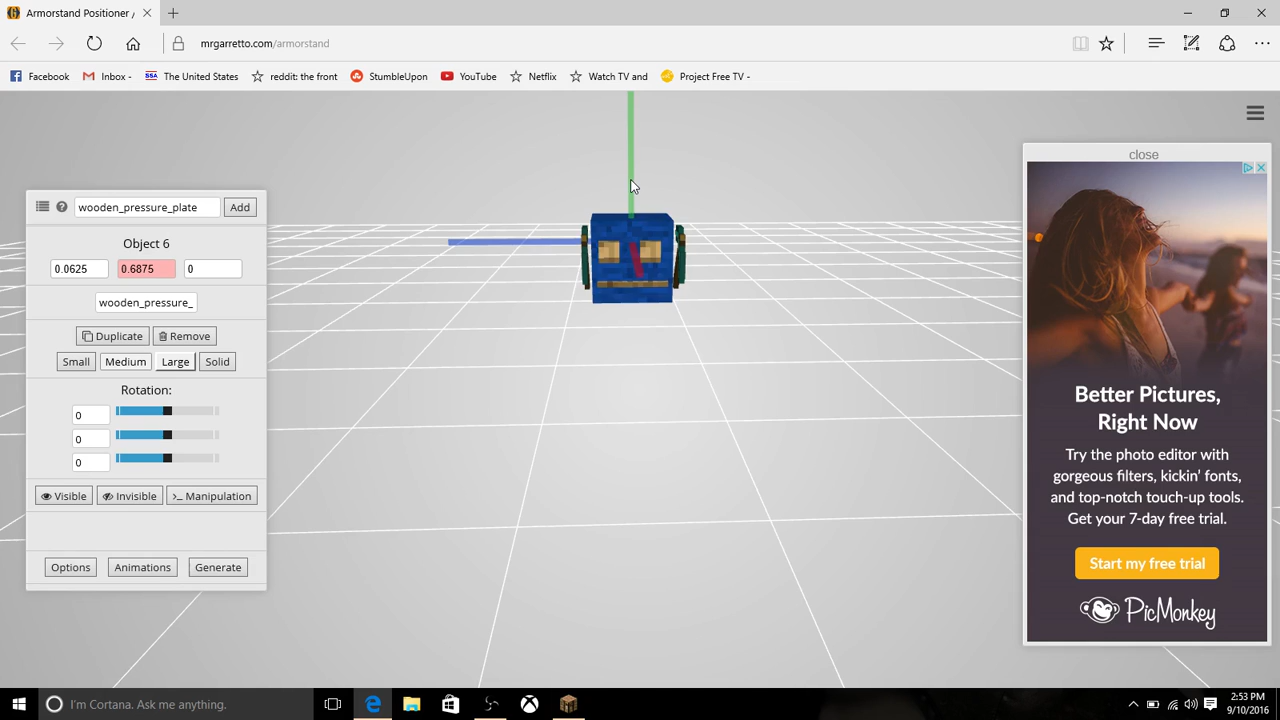 Armorstand Positioner /
mrgarretto.com/armorstand
Facebook
Inbox -
SSA The United States
reddit: the front
StumbleUpon
YouTube
Netflix
Watch TV and
Project Free TV -
close
wooden_pressure_plate
Add
Object 6
0.0625
0.6875
0
wooden_pressure_
Duplicate
Remove
Small
Medium
Large
Solid
Rotation:
0
0
0
Visible
Invisible
>_ Manipulation
Options
Animations
Generate
Better Pictures,
Right Now
Try the photo editor with
gorgeous filters, kickin' fonts,
and top-notch touch-up tools.
Get your 7-day free trial.
Start my free trial
PicMonkey
I'm Cortana. Ask me anything.
2:53 PM
9/10/2016